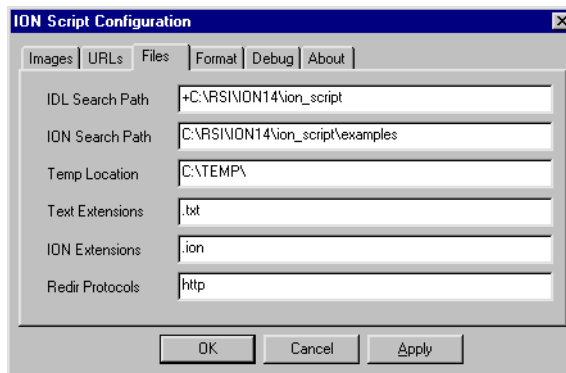 ION Script Configuration
Images URLs Files Format Debug About
IDL Search Path +C:\RSI\ION14\ion_script
ION Search Path C:\RSI\ION14\ion_script\examples
Temp Location C:\TEMP\
Text Extensions .txt
ION Extensions .ion
Redir Protocols http
OK Cancel Apply